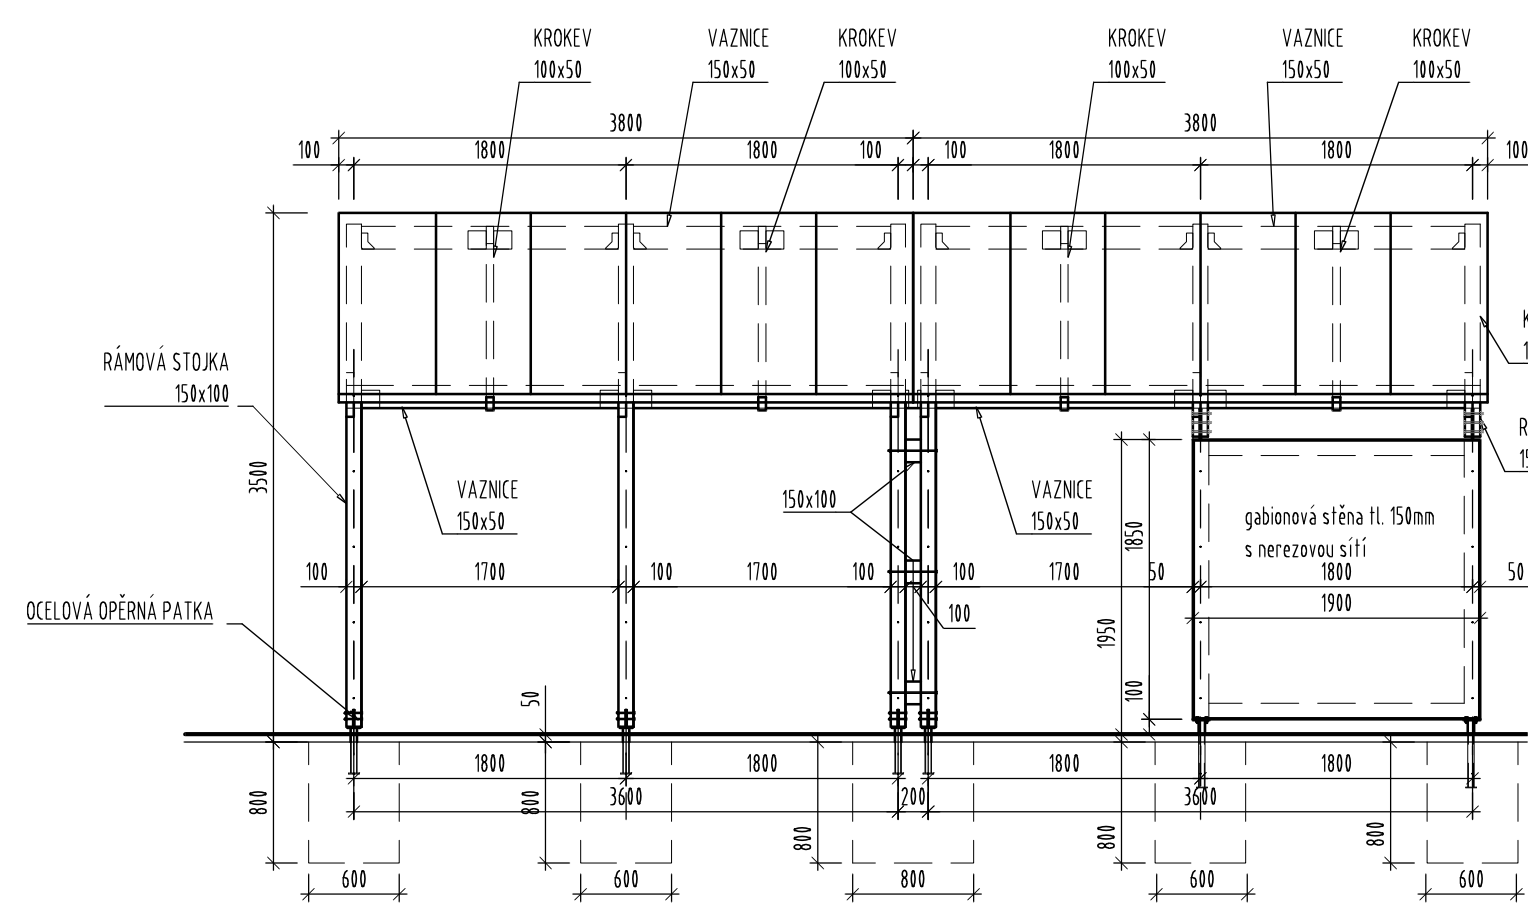 KROKEV
100x50
VAZNICE
150x50
KROKEV
100x50
KROKEV
100x50
VAZNICE
150x50
KROKEV
100x50
3800
3800
100
1800
1800
100
100
1800
1800
100
RÁMOVÁ STOJKA
150x100
3500
VAZNICE
150x50
150x100
VAZNICE
150x50
1850
gabionová stěna tl. 150mm
s nerezovou sítí
100
1700
100
1700
100
100
1700
50
1800
50
1900
OCELOVÁ OPĚRNÁ PATKA
100
1950
100
50
1800
1800
1800
1800
3600
200
3600
800
800
800
800
800
600
600
800
600
600